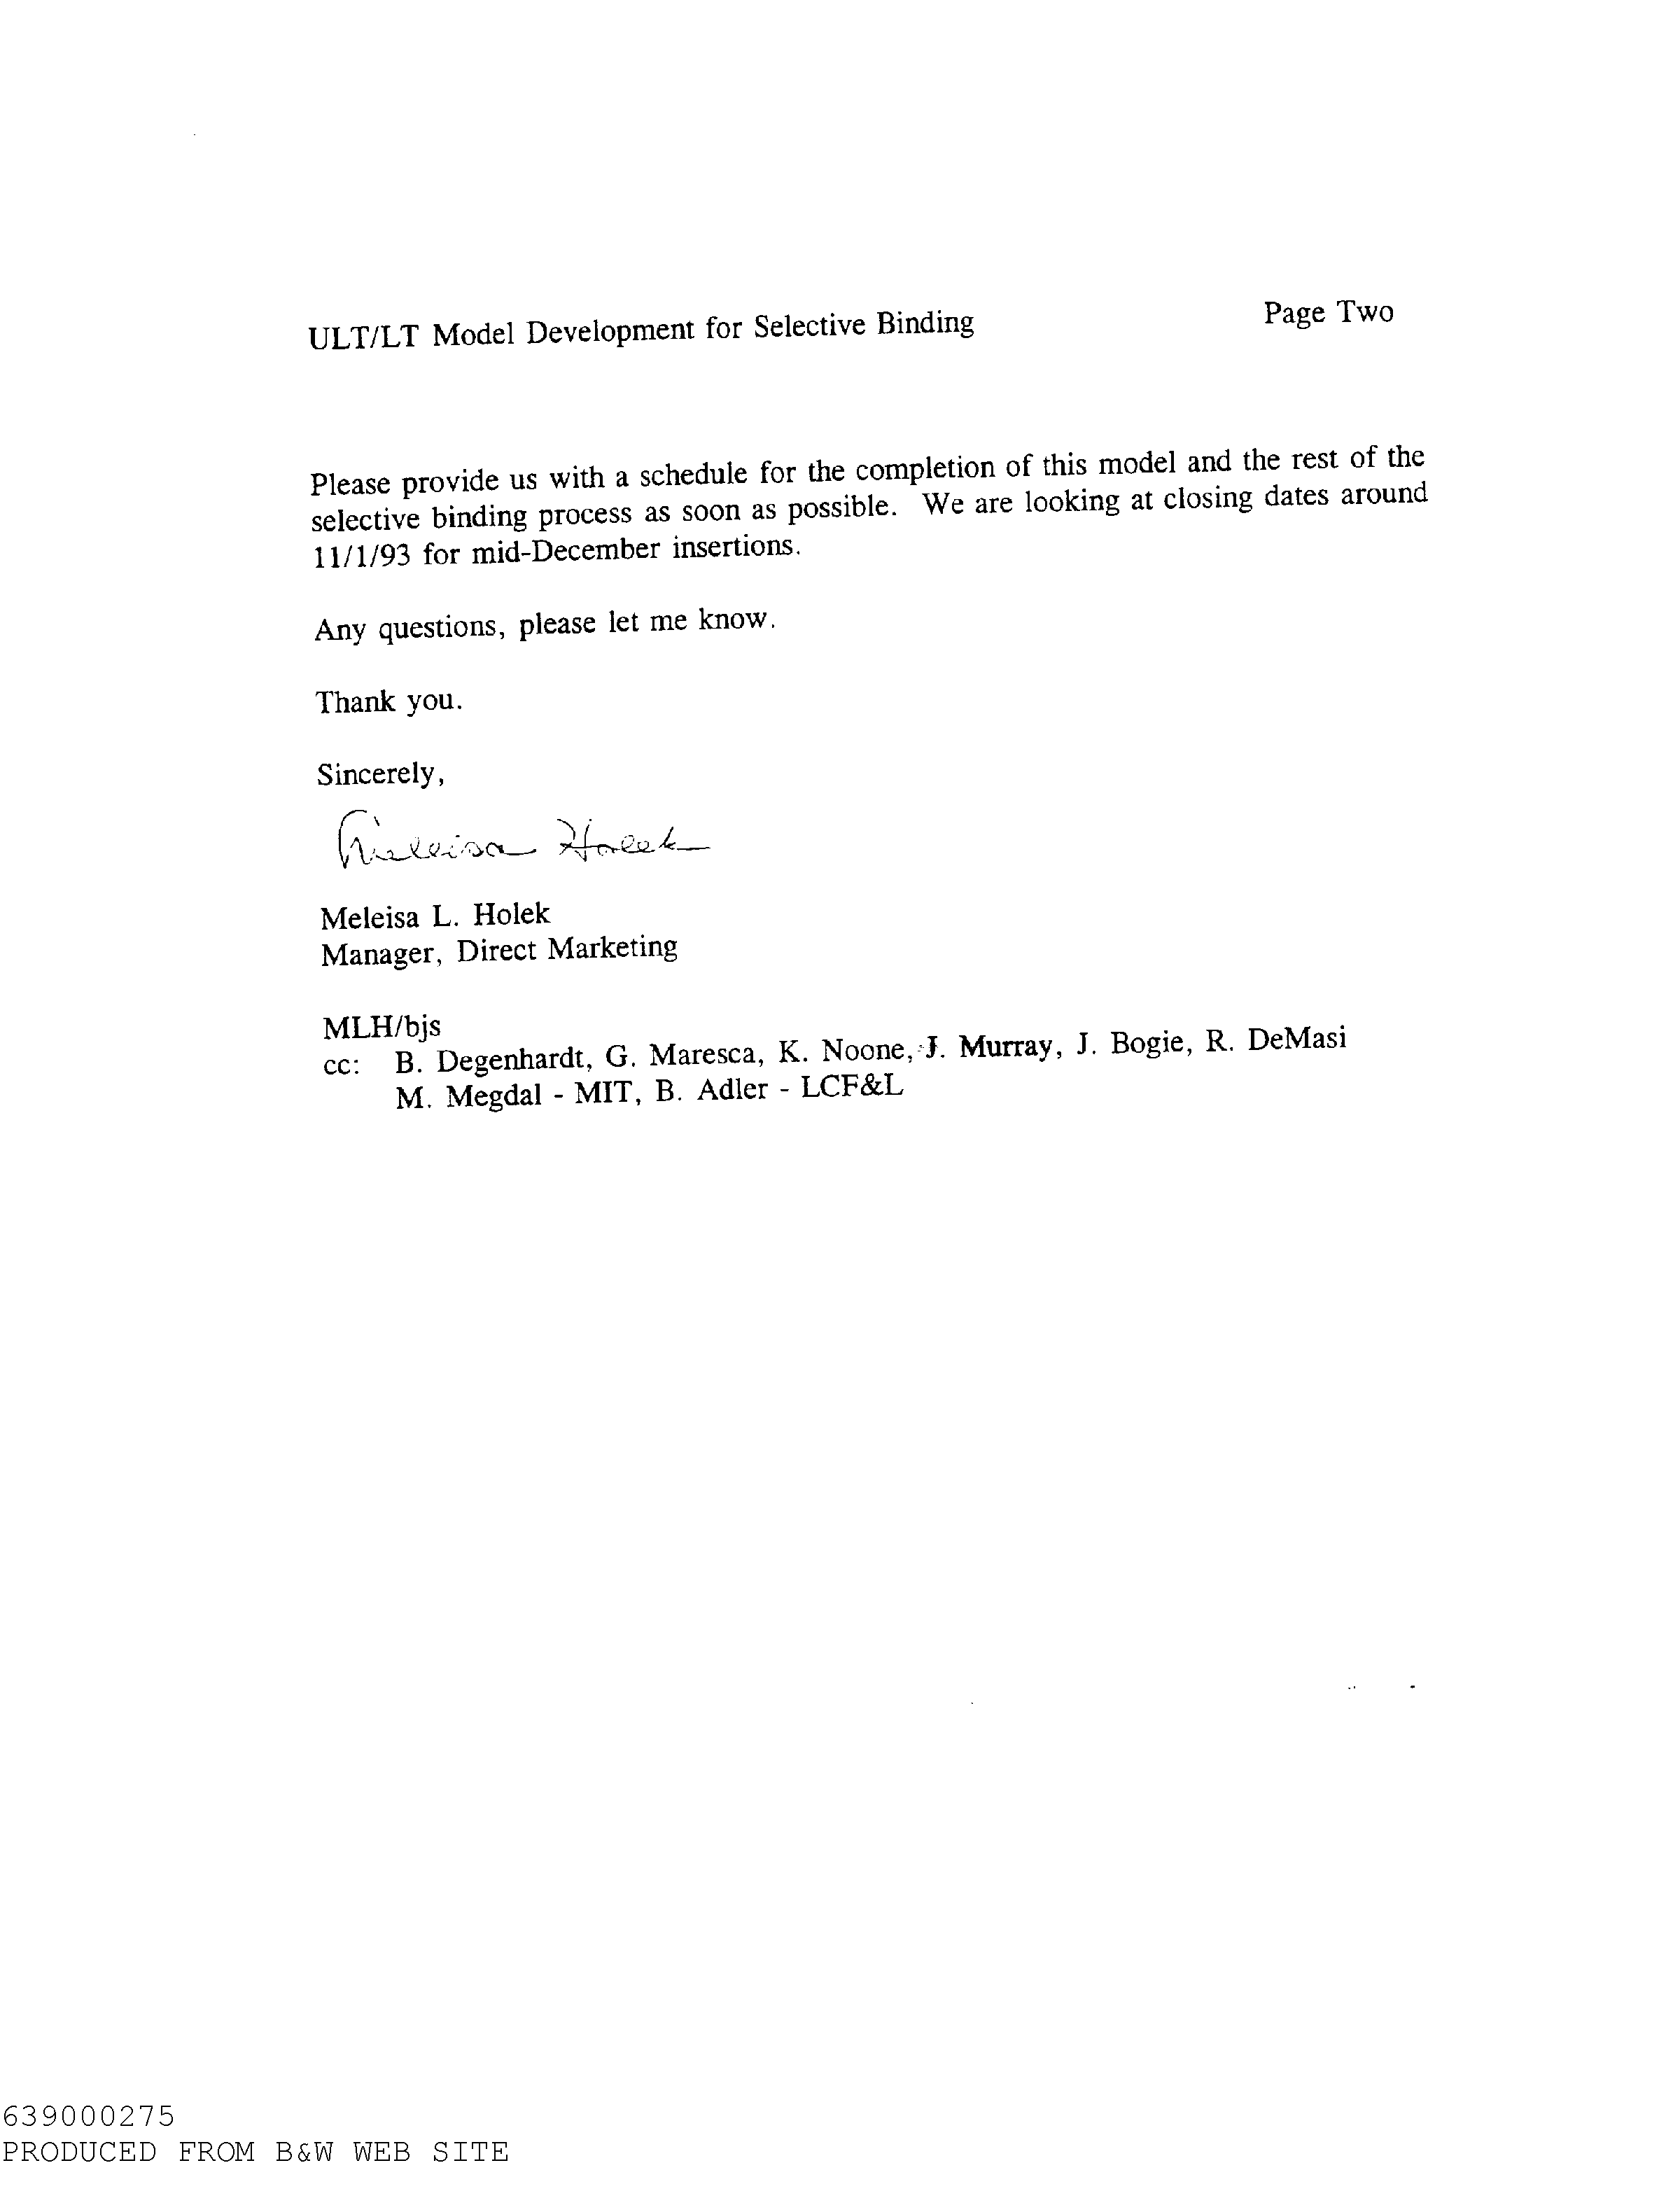 ULT/LT Model Development for Selective Binding Page Two
Please provide us with a schedule for the completion of this model and the rest of the
selective binding process as soon as possible. We are looking at closing dates around
11/1/93 for mid-December insertions.
Any questions, please let me know.
Thank you.
Sincerely,
Meleisa Holek
Meleisa L. Holek
Manager, Direct Marketing
MLH/bjs
cc: B. Degenhardt, G. Maresca, K. Noone, J. Murray, J. Bogie, R. DeMasi
M. Megdal - MIT, B. Adler - LCF&L
639000275
PRODUCED FROM B&W WEB SITE